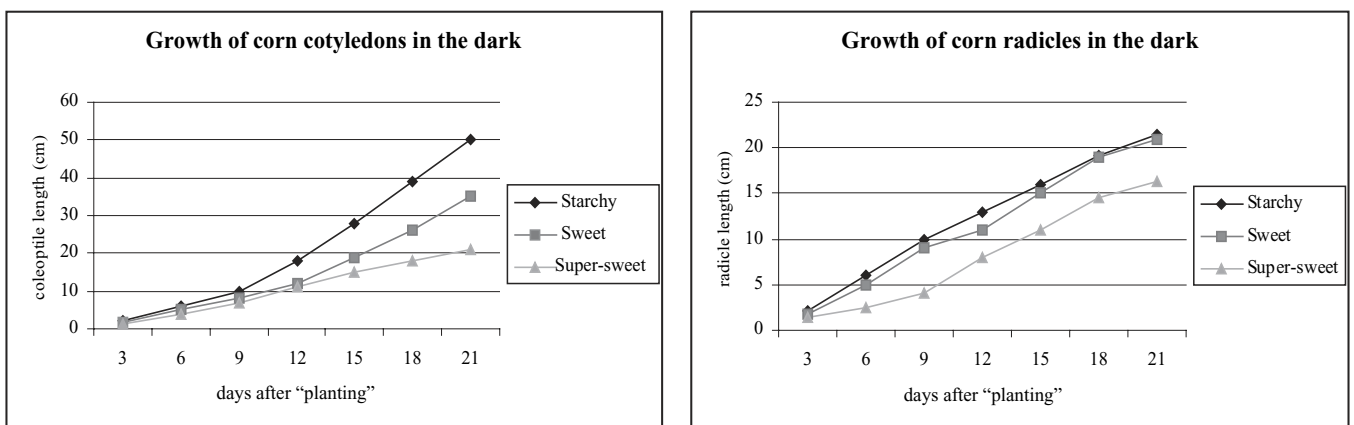 Growth of corn cotyledons in the dark
coleoptile length (cm)
60
50
40
30
20
10
0
3 6 9 12 15 18 21
days after “planting”
Starchy
Sweet
Super-sweet
Growth of corn radicles in the dark
radicle length (cm)
25
20
15
10
5
0
3 6 9 12 15 18 21
days after “planting”
Starchy
Sweet
Super-sweet